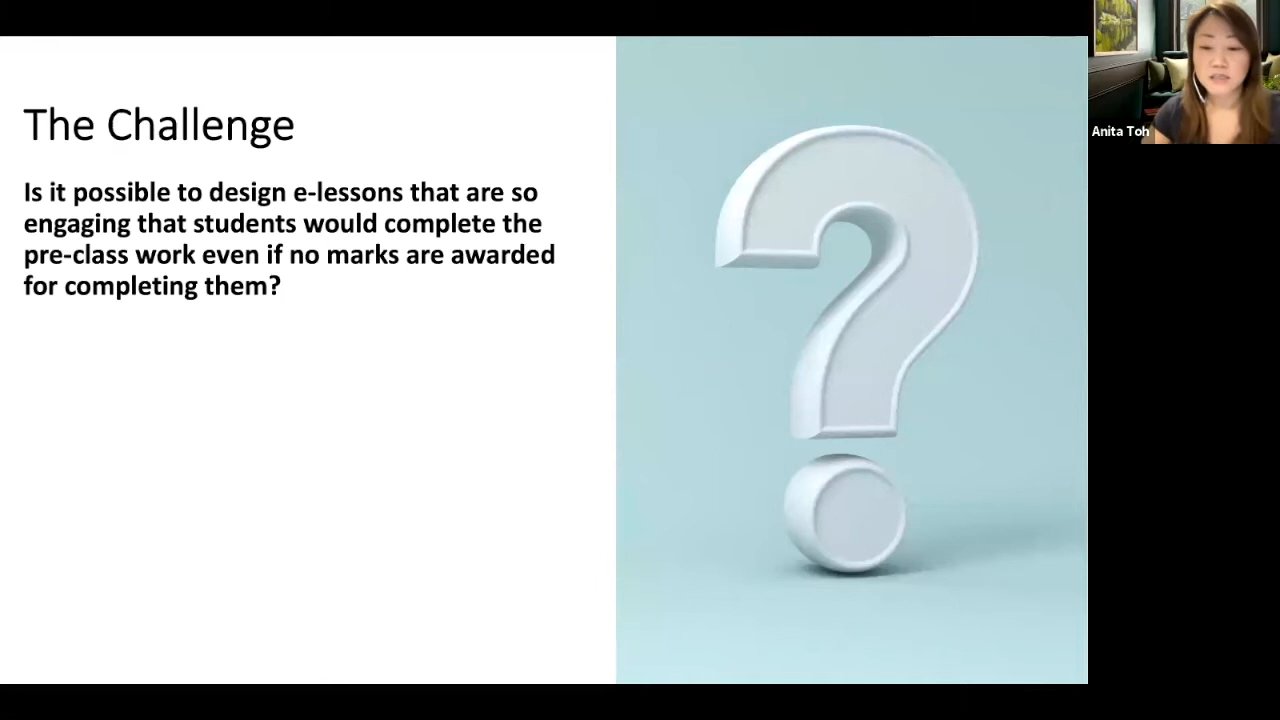 The Challenge
Is it possible to design e-lessons that are so
engaging that students would complete the
pre-class work even if no marks are awarded
for completing them?
Anita Toh